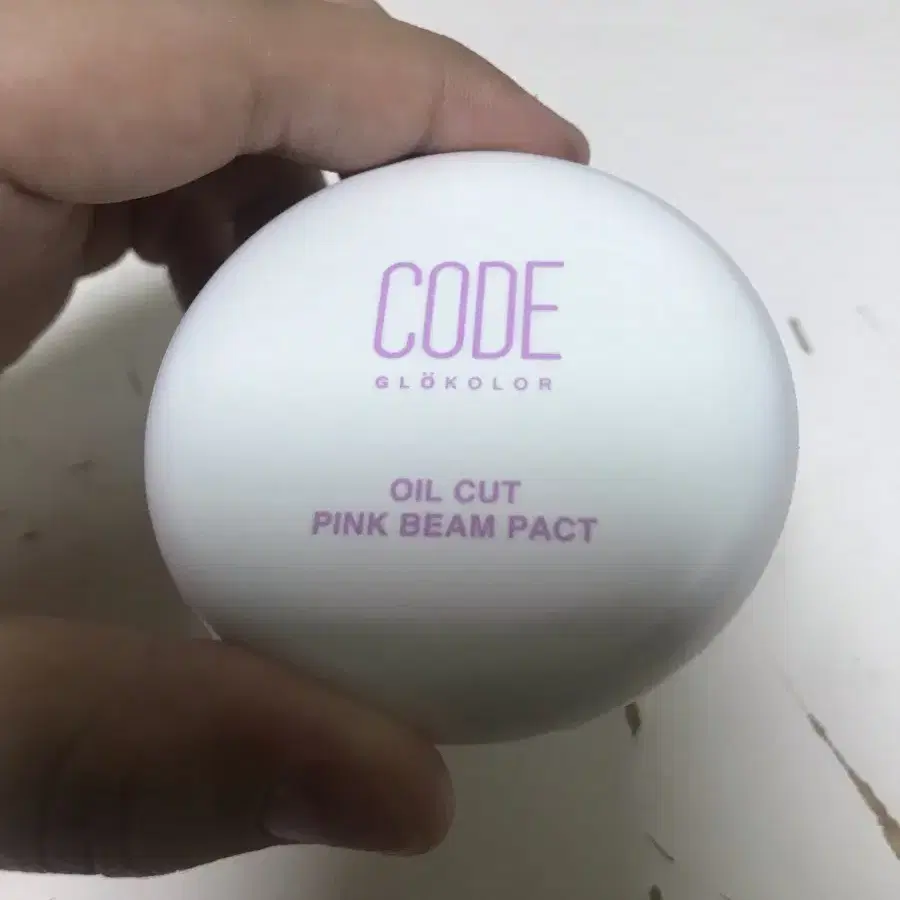 CODE
GLÖKOLOR
OIL CUT
PINK BEAM PACT